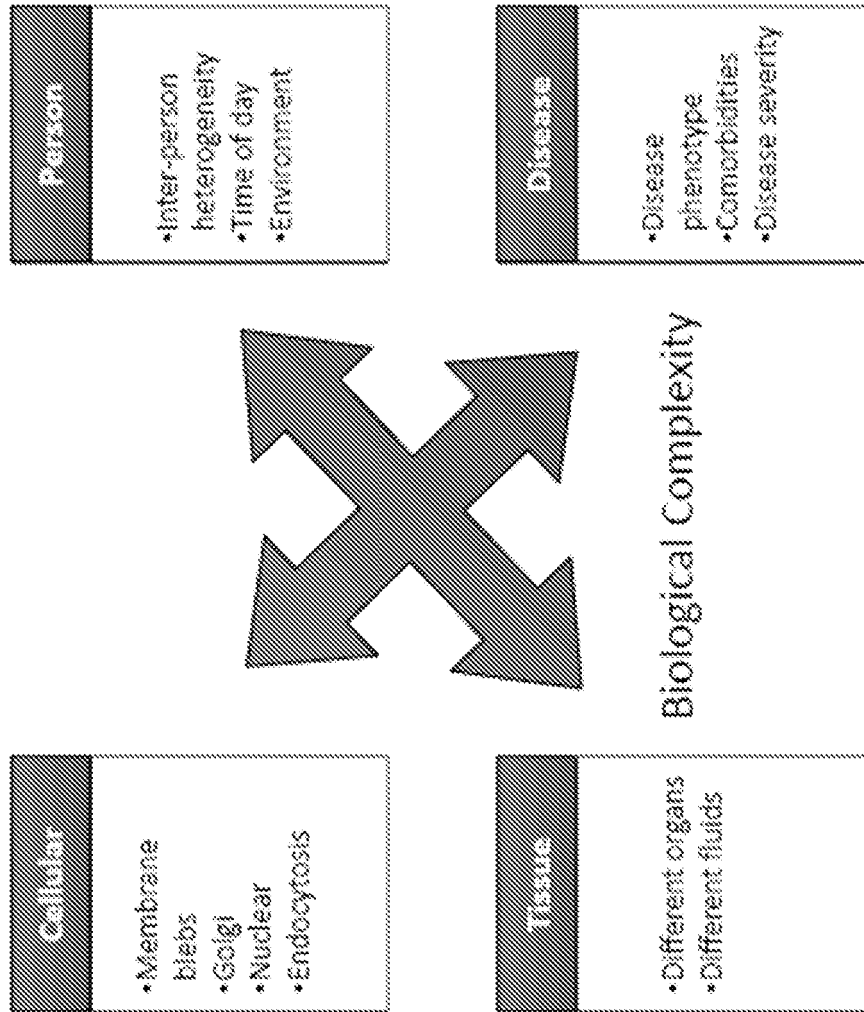 Cellular
•Membrane
blebs
•Golgi
•Nuclear
•Endocytosis
Person
•Inter-person
heterogeneity
•Time of day
•Environment
Tissue
•Different organs
•Different fluids
Disease
•Disease
phenotype
•Comorbidities
•Disease severity
Biological Complexity